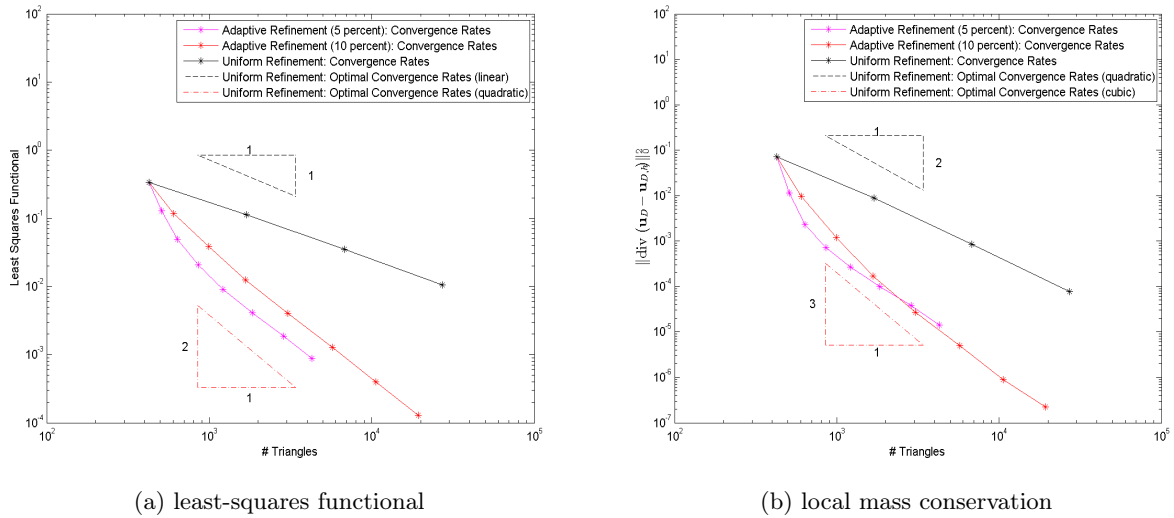 10^2
10^1
10^0
10^-1
10^-2
10^-3
10^-4
Least Squares Functional
Adaptive Refinement (5 percent): Convergence Rates
Adaptive Refinement (10 percent): Convergence Rates
Uniform Refinement: Convergence Rates
Uniform Refinement: Optimal Convergence Rates (linear)
Uniform Refinement: Optimal Convergence Rates (quadratic)
1
1
2
1
10^2
10^3
10^4
10^5
# Triangles
(a) least-squares functional
10^2
10^1
10^0
10^-1
10^-2
10^-3
10^-4
10^-5
10^-6
10^-7
‖div (u_D − u_{D,h})‖_0^2
Adaptive Refinement (5 percent): Convergence Rates
Adaptive Refinement (10 percent): Convergence Rates
Uniform Refinement: Convergence Rates
Uniform Refinement: Optimal Convergence Rates (quadratic)
Uniform Refinement: Optimal Convergence Rates (cubic)
1
2
3
1
10^2
10^3
10^4
10^5
# Triangles
(b) local mass conservation